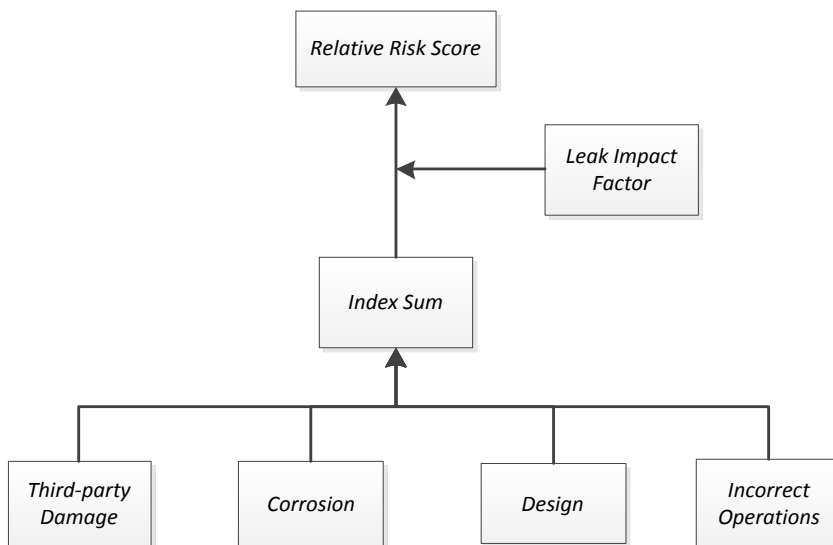 Relative Risk Score
Leak Impact
Factor
Index Sum
Third-party
Damage
Corrosion
Design
Incorrect
Operations